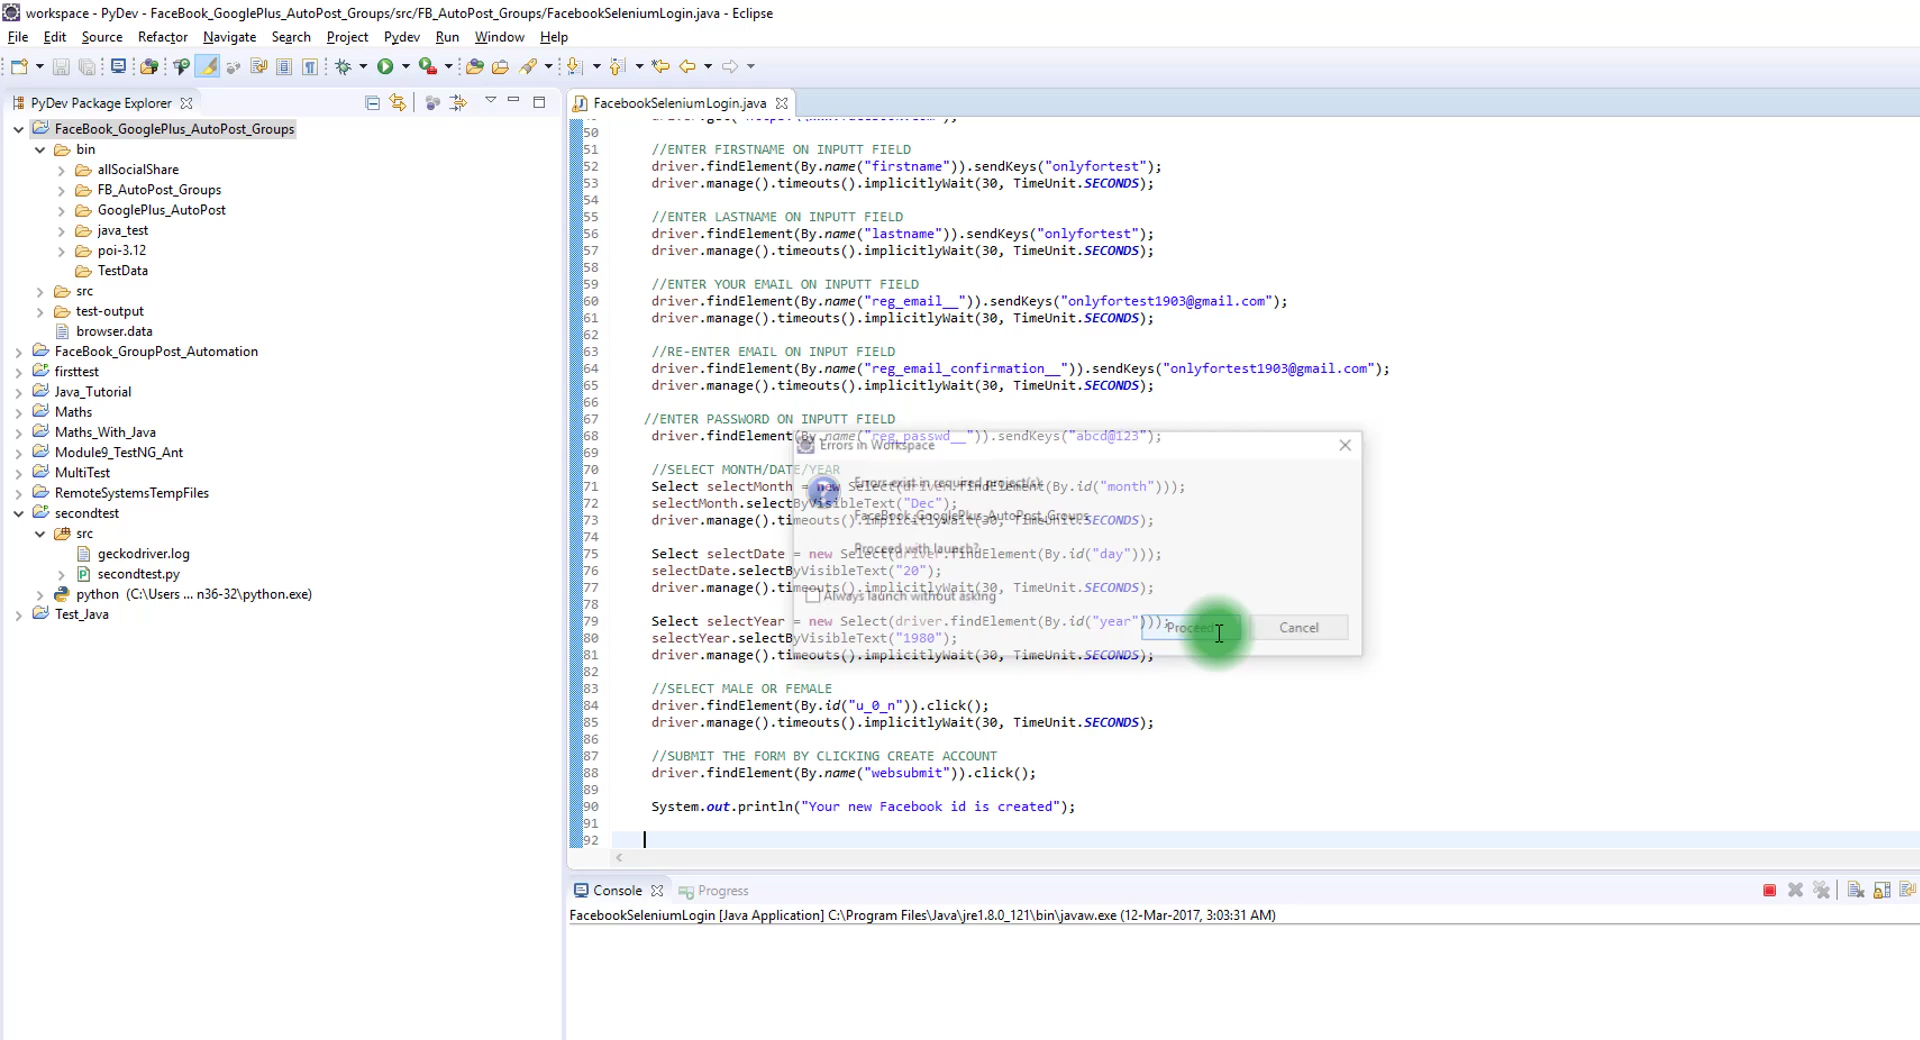 workspace - PyDev - FaceBook_GooglePlus_AutoPost_Groups/src/FB_AutoPost_Groups/FacebookSeleniumLogin.java - Eclipse
File Edit Source Refactor Navigate Search Project Pydev Run Window Help
PyDev Package Explorer
FaceBook_GooglePlus_AutoPost_Groups
bin
allSocialShare
FB_AutoPost_Groups
GooglePlus_AutoPost
java_test
poi-3.12
TestData
src
test-output
browser.data
FaceBook_GroupPost_Automation
firsttest
Java_Tutorial
Maths
Maths_With_Java
Module9_TestNG_Ant
MultiTest
RemoteSystemsTempFiles
secondtest
src
geckodriver.log
secondtest.py
python (C:\Users ... n36-32\python.exe)
Test_Java
FacebookSeleniumLogin.java
50
51 //ENTER FIRSTNAME ON INPUTT FIELD
52 driver.findElement(By.name("firstname")).sendKeys("onlyfortest");
53 driver.manage().timeouts().implicitlyWait(30, TimeUnit.SECONDS);
54
55 //ENTER LASTNAME ON INPUTT FIELD
56 driver.findElement(By.name("lastname")).sendKeys("onlyfortest");
57 driver.manage().timeouts().implicitlyWait(30, TimeUnit.SECONDS);
58
59 //ENTER YOUR EMAIL ON INPUTT FIELD
60 driver.findElement(By.name("reg_email__")).sendKeys("onlyfortest1903@gmail.com");
61 driver.manage().timeouts().implicitlyWait(30, TimeUnit.SECONDS);
62
63 //RE-ENTER EMAIL ON INPUT FIELD
64 driver.findElement(By.name("reg_email_confirmation__")).sendKeys("onlyfortest1903@gmail.com");
65 driver.manage().timeouts().implicitlyWait(30, TimeUnit.SECONDS);
66
67 //ENTER PASSWORD ON INPUTT FIELD
68 driver.findElement(By.name("reg_passwd__")).sendKeys("abcd@123");
69
70 //SELECT MONTH/DATE/YEAR
71 Select selectMonth = new Select(driver.findElement(By.id("month")));
72 selectMonth.selectByVisibleText("Dec");
73 driver.manage().timeouts().implicitlyWait(30, TimeUnit.SECONDS);
75 Select selectDate = new Select(driver.findElement(By.id("day")));
76 selectDate.selectByVisibleText("20");
77 driver.manage().timeouts().implicitlyWait(30, TimeUnit.SECONDS);
78
79 Select selectYear = new Select(driver.findElement(By.id("year")));
80 selectYear.selectByVisibleText("1980");
81 driver.manage().timeouts().implicitlyWait(30, TimeUnit.SECONDS);
82
83 //SELECT MALE OR FEMALE
84 driver.findElement(By.id("u_0_n")).click();
85 driver.manage().timeouts().implicitlyWait(30, TimeUnit.SECONDS);
86
87 //SUBMIT THE FORM BY CLICKING CREATE ACCOUNT
88 driver.findElement(By.name("websubmit")).click();
89
90 System.out.println("Your new Facebook id is created");
91
92
Errors in Workspace
Errors exist in required project(s):
FaceBook_GooglePlus_AutoPost_Groups
Proceed with launch?
Always launch without asking
Proceed Cancel
Console Progress
FacebookSeleniumLogin [Java Application] C:\Program Files\Java\jre1.8.0_121\bin\javaw.exe (12-Mar-2017, 3:03:31 AM)